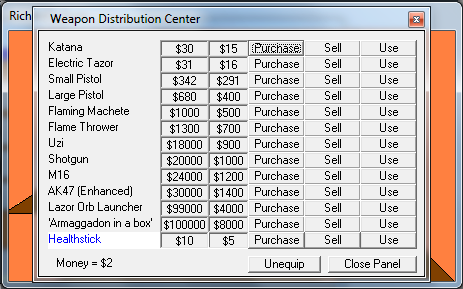 Rich
Weapon Distribution Center
Katana $30 $15 Purchase Sell Use
Electric Tazor $31 $16 Purchase Sell Use
Small Pistol $342 $291 Purchase Sell Use
Large Pistol $680 $400 Purchase Sell Use
Flaming Machete $1000 $500 Purchase Sell Use
Flame Thrower $1300 $700 Purchase Sell Use
Uzi $18000 $900 Purchase Sell Use
Shotgun $20000 $1000 Purchase Sell Use
M16 $24000 $1200 Purchase Sell Use
AK47 (Enhanced) $30000 $1400 Purchase Sell Use
Lazor Orb Launcher $99000 $4000 Purchase Sell Use
'Armaggadon in a box' $100000 $8000 Purchase Sell Use
Healthstick $10 $5 Purchase Sell Use
Money = $2 Unequip Close Panel